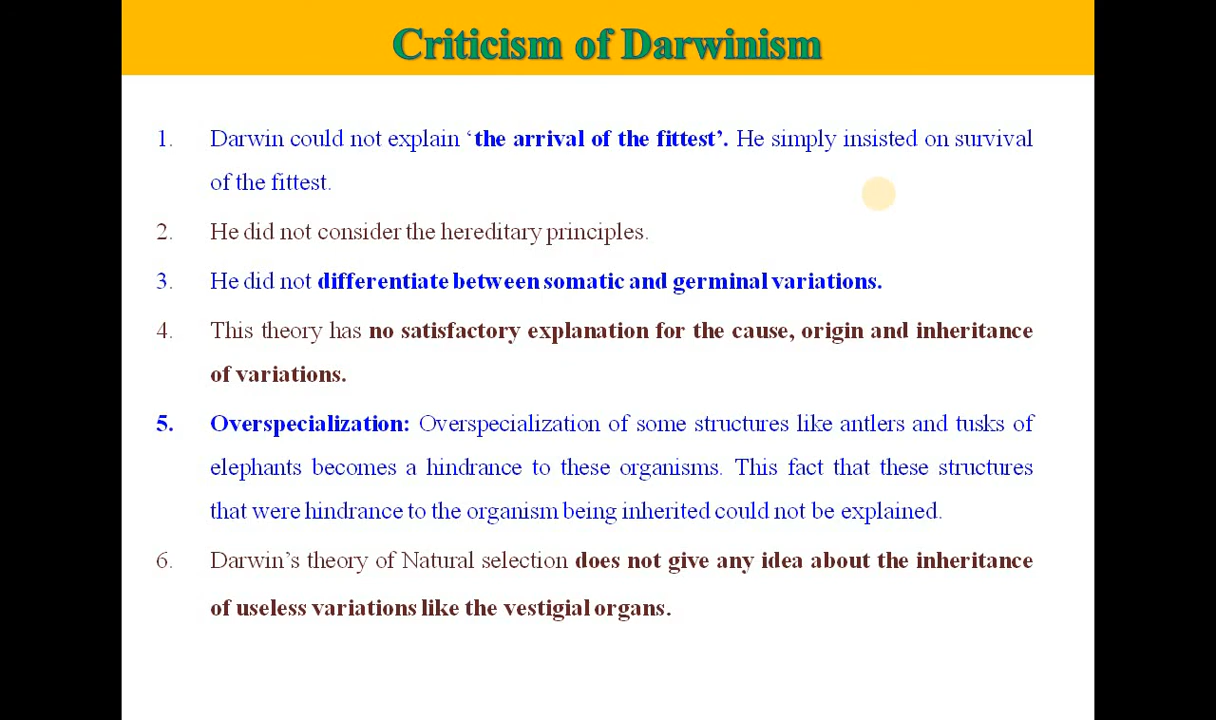 Criticism of Darwinism
1. Darwin could not explain ‘the arrival of the fittest’. He simply insisted on survival
of the fittest.
2. He did not consider the hereditary principles.
3. He did not differentiate between somatic and germinal variations.
4. This theory has no satisfactory explanation for the cause, origin and inheritance
of variations.
5. Overspecialization: Overspecialization of some structures like antlers and tusks of
elephants becomes a hindrance to these organisms. This fact that these structures
that were hindrance to the organism being inherited could not be explained.
6. Darwin’s theory of Natural selection does not give any idea about the inheritance
of useless variations like the vestigial organs.